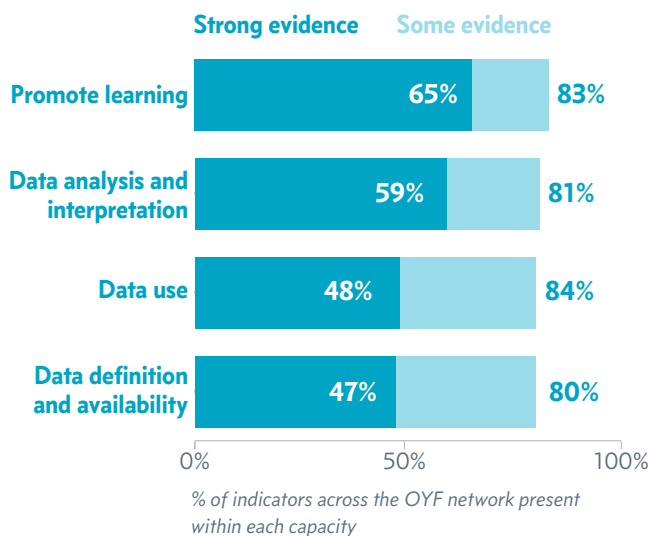 Strong evidence Some evidence
Promote learning 65% 83%
Data analysis and
interpretation 59% 81%
Data use 48% 84%
Data definition
and availability 47% 80%
0% 50% 100%
% of indicators across the OYF network present
within each capacity